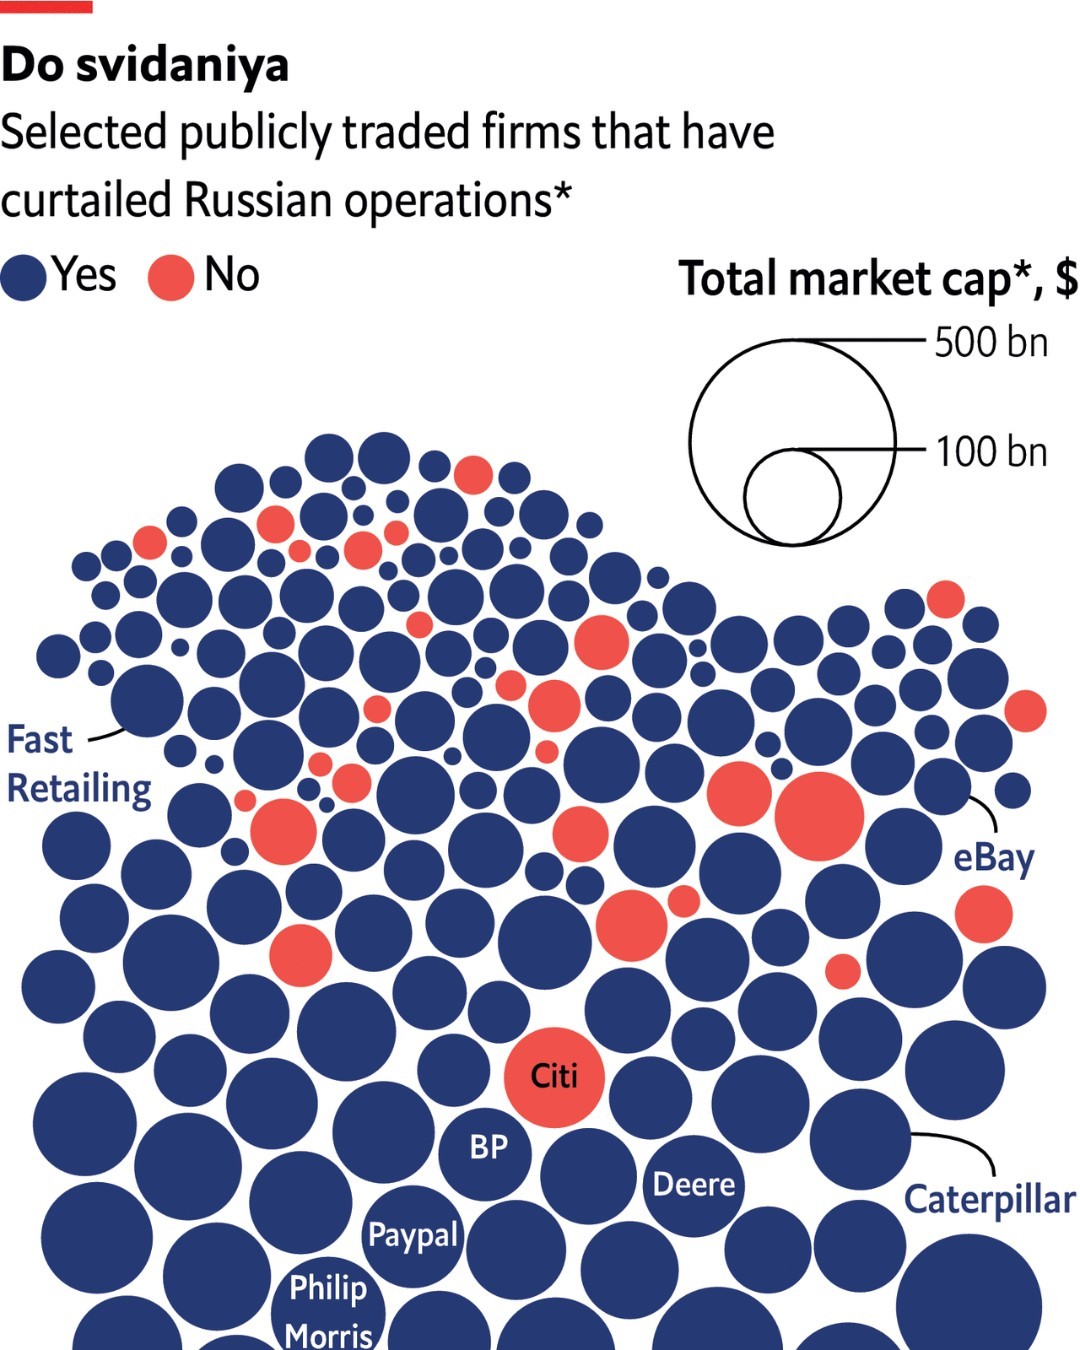 Do svidaniya
Selected publicly traded firms that have
curtailed Russian operations*
Yes No
Total market cap*, $
500 bn
100 bn
Fast
Retailing
eBay
Citi
BP
Deere
Caterpillar
Paypal
Philip
Morris